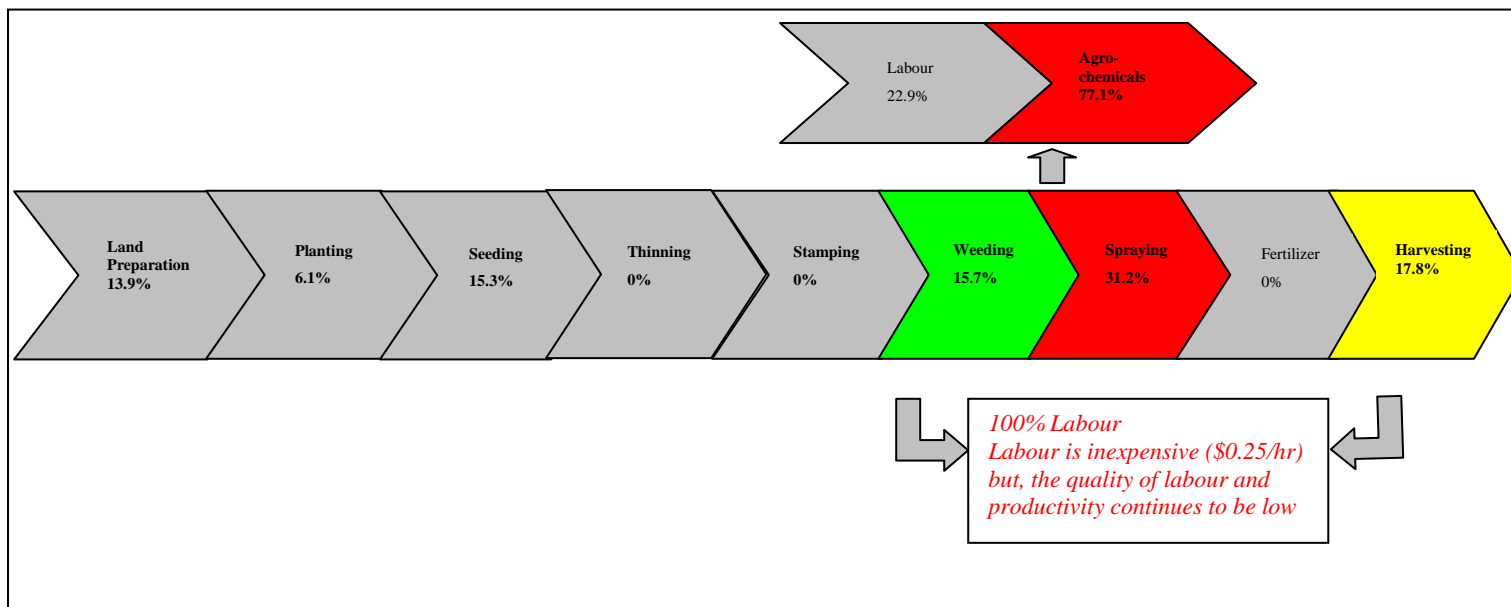 Labour
22.9%
Agro-
chemicals
77.1%
Land
Preparation
13.9%
Planting
6.1%
Seeding
15.3%
Thinning
0%
Stamping
0%
Weeding
15.7%
Spraying
31.2%
Fertilizer
0%
Harvesting
17.8%
100% Labour
Labour is inexpensive ($0.25/hr)
but, the quality of labour and
productivity continues to be low